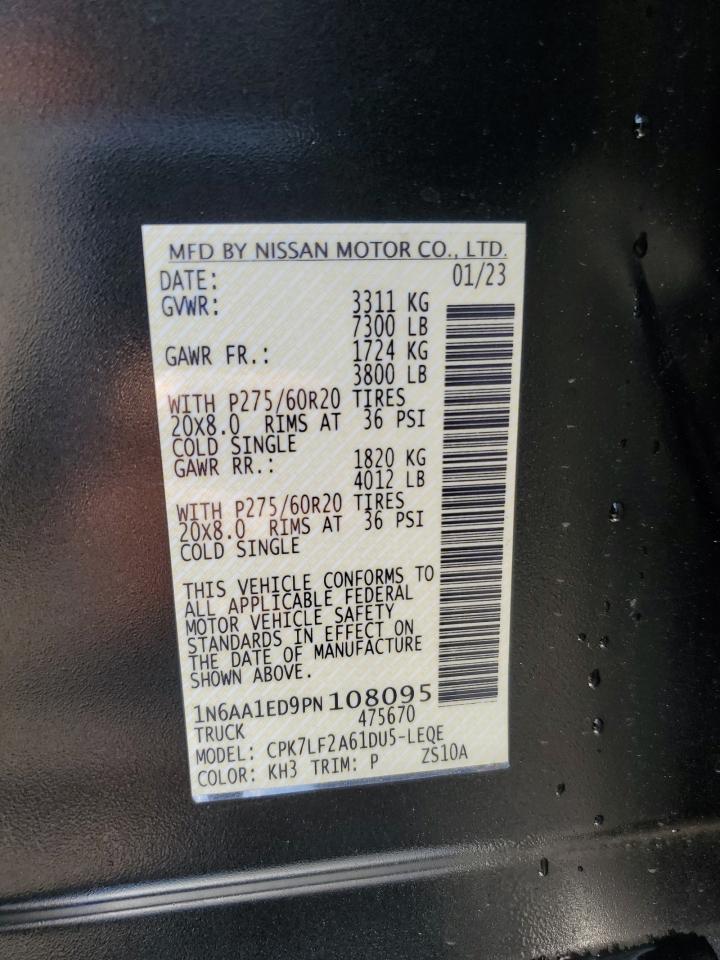 MFD BY NISSAN MOTOR CO., LTD.
DATE: 01/23
GVWR: 3311 KG
7300 LB
GAWR FR.: 1724 KG
3800 LB
WITH P275/60R20 TIRES
20X8.0 RIMS AT 36 PSI
COLD SINGLE
GAWR RR.: 1820 KG
4012 LB
WITH P275/60R20 TIRES
20X8.0 RIMS AT 36 PSI
COLD SINGLE
THIS VEHICLE CONFORMS TO
ALL APPLICABLE FEDERAL
MOTOR VEHICLE SAFETY
STANDARDS IN EFFECT ON
THE DATE OF MANUFACTURE
SHOWN ABOVE.
1N6AA1ED9PN108095
TRUCK 475670
MODEL: CPK7LF2A61DU5-LEQE
COLOR: KH3 TRIM: P ZS10A